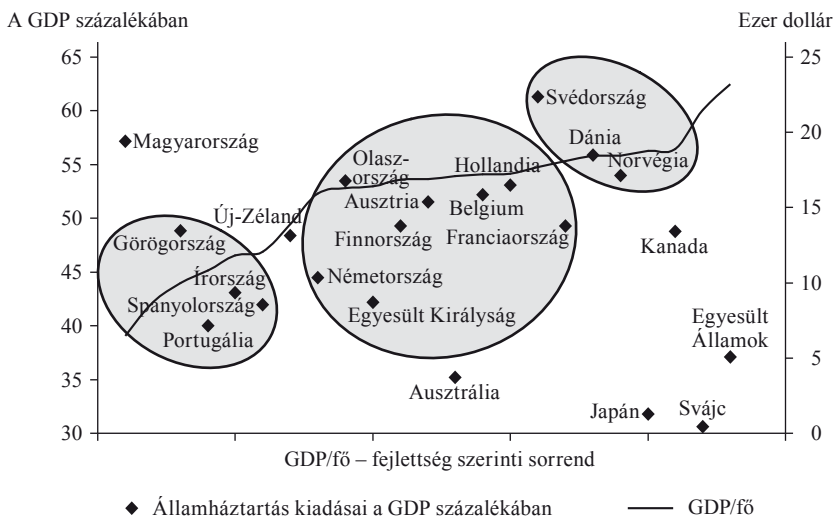 A GDP százalékában
Ezer dollár
65
60
55
50
45
40
35
30
25
20
15
10
5
0
Magyarország
Svédország
Dánia
Norvégia
Olasz-
ország
Hollandia
Ausztria
Belgium
Új-Zéland
Görögország
Finnország
Franciaország
Kanada
Írország
Németország
Spanyolország
Egyesült Királyság
Portugália
Egyesült
Államok
Ausztrália
Japán
Svájc
GDP/fő – fejlettség szerinti sorrend
Államháztartás kiadásai a GDP százalékában
GDP/fő